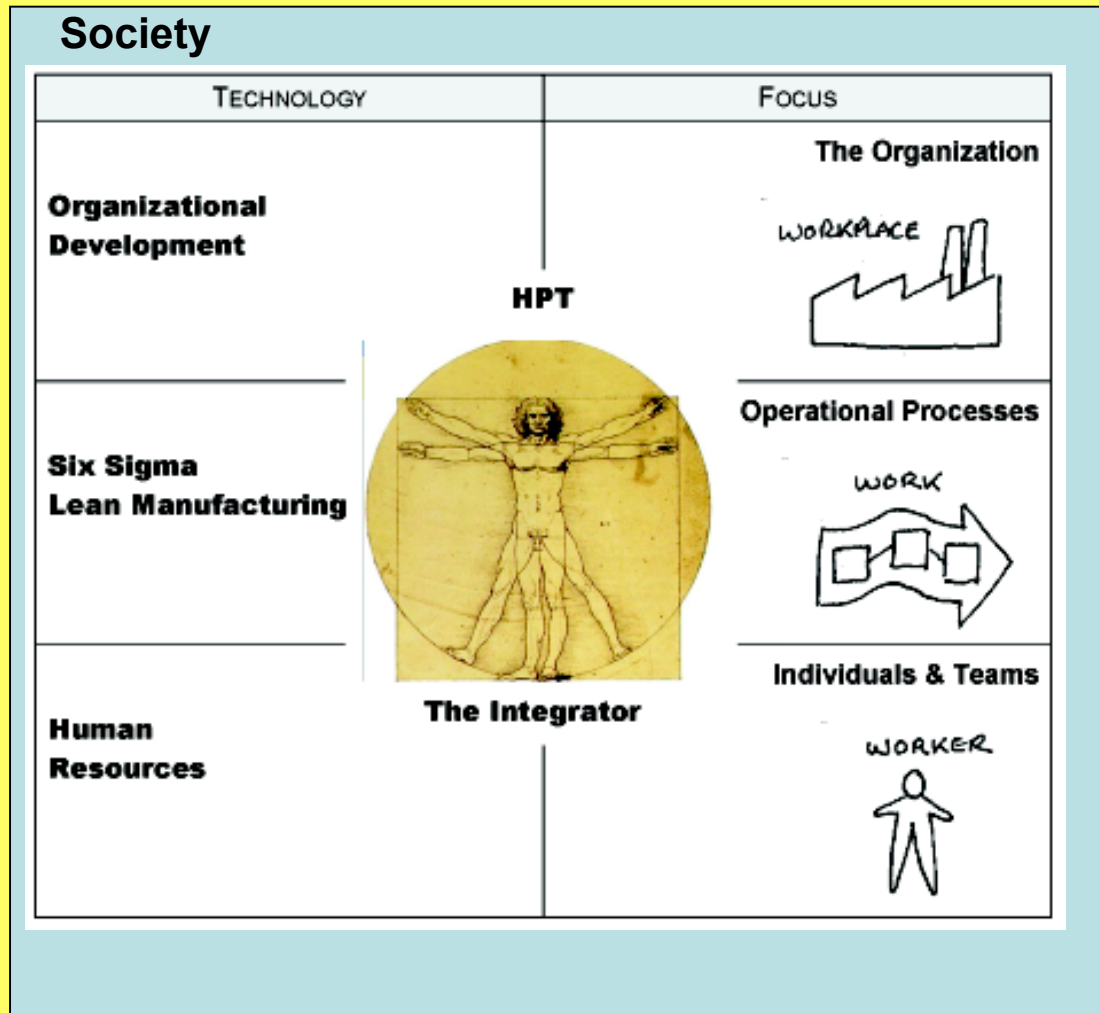 Society
TECHNOLOGY
FOCUS
The Organization
Organizational
Development
WORKPLACE
HPT
Operational Processes
Six Sigma
Lean Manufacturing
WORK
Individuals & Teams
The Integrator
Human
Resources
WORKER